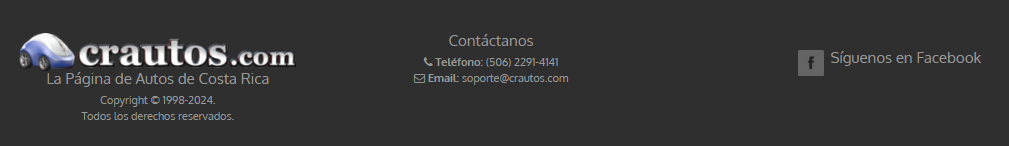 crautos.com
La Página de Autos de Costa Rica
Copyright © 1998-2024.
Todos los derechos reservados.
Contáctanos
Teléfono: (506) 2291-4141
Email: soporte@crautos.com
f
Síguenos en Facebook